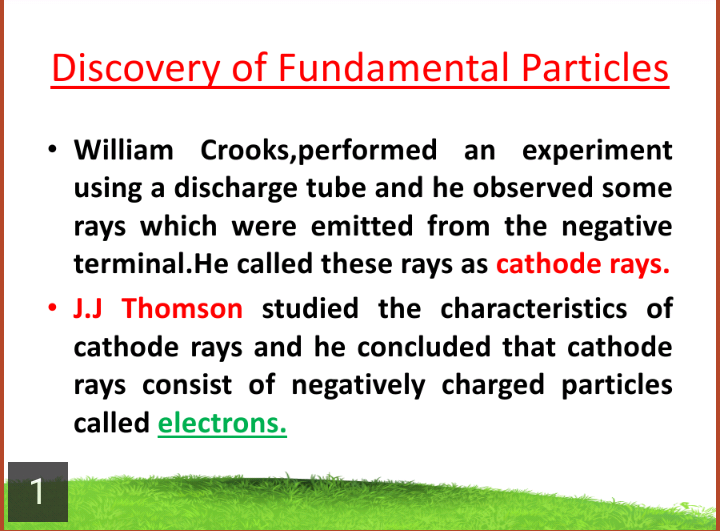 Discovery of Fundamental Particles
• William Crooks,performed an experiment
using a discharge tube and he observed some
rays which were emitted from the negative
terminal.He called these rays as cathode rays.
• J.J Thomson studied the characteristics of
cathode rays and he concluded that cathode
rays consist of negatively charged particles
called electrons.
1